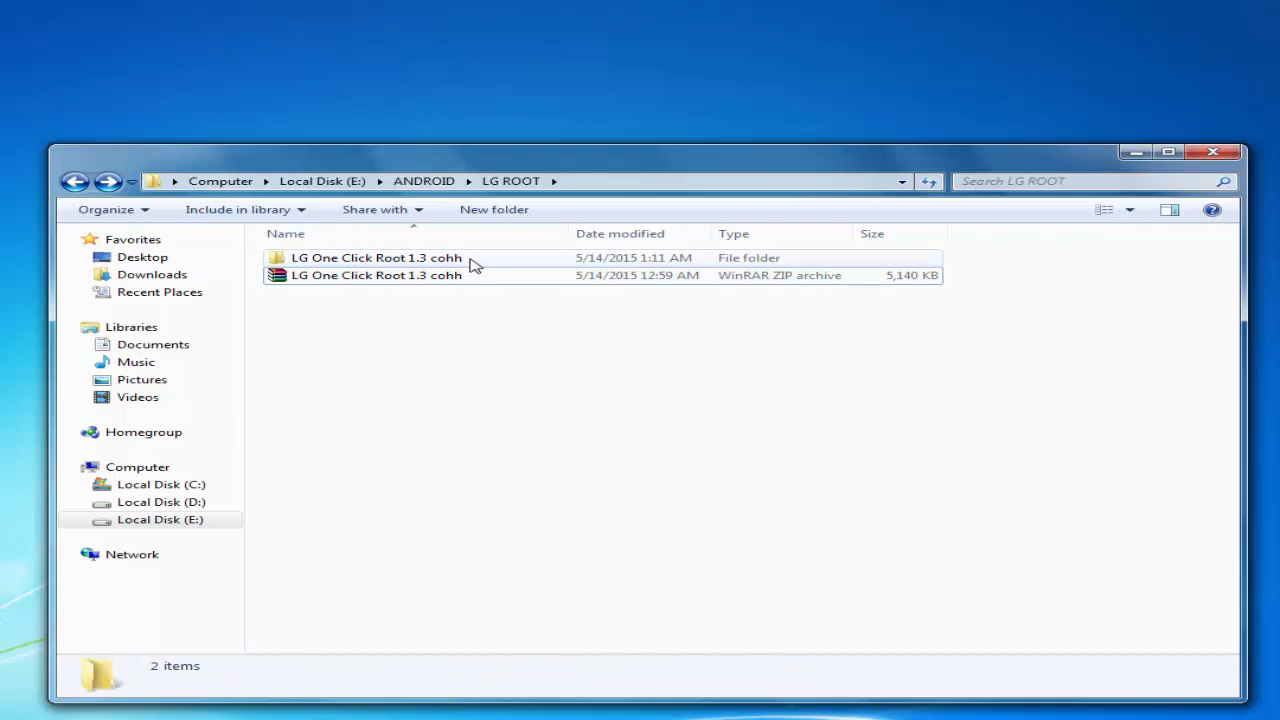 Computer Local Disk (E:) ANDROID LG ROOT Search LG ROOT
Organize Include in library Share with New folder
Name Date modified Type Size
LG One Click Root 1.3 cohh 5/14/2015 1:11 AM File folder
LG One Click Root 1.3 cohh 5/14/2015 12:59 AM WinRAR ZIP archive 5,140 KB
Favorites
Desktop
Downloads
Recent Places
Libraries
Documents
Music
Pictures
Videos
Homegroup
Computer
Local Disk (C:)
Local Disk (D:)
Local Disk (E:)
Network
2 items